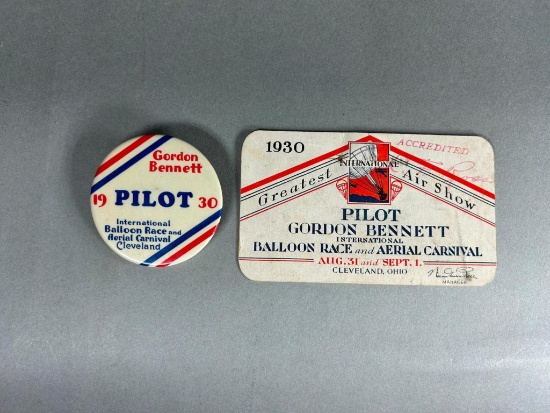 Gordon
Bennett
19 PILOT 30
International
Balloon Race and
Aerial Carnival
Cleveland
1930
ACCREDITED
INTERNATIONAL
Greatest Air Show
PILOT
GORDON BENNETT
INTERNATIONAL
BALLOON RACE and AERIAL CARNIVAL
AUG. 31 and SEPT. 1.
CLEVELAND, OHIO
MANAGER